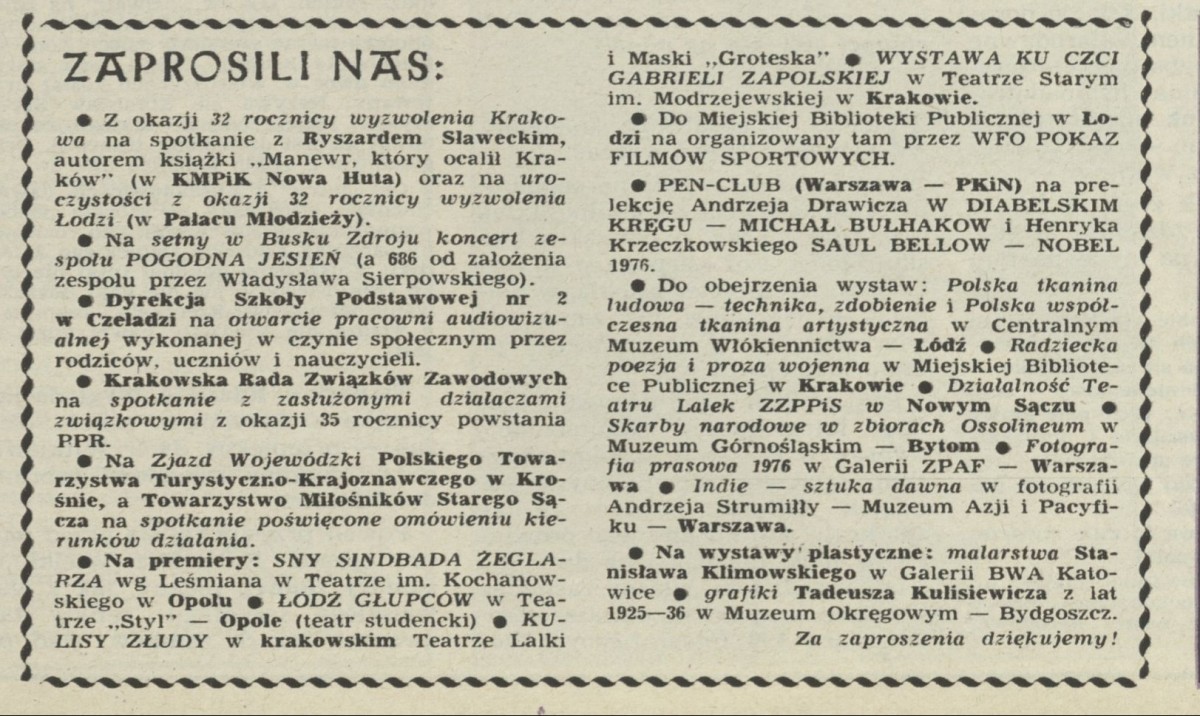 ZAPROSILI NAS:
● Z okazji 32 rocznicy wyzwolenia Krako-
wa na spotkanie z Ryszardem Sławeckim,
autorem książki „Manewr, który ocalił Kra-
ków” (w KMPiK Nowa Huta) oraz na uro-
czystości z okazji 32 rocznicy wyzwolenia
Łodzi (w Pałacu Młodzieży).
● Na setny w Busku Zdroju koncert ze-
społu POGODNA JESIEŃ (a 686 od założenia
zespołu przez Władysława Sierpowskiego).
● Dyrekcja Szkoły Podstawowej nr 2
w Czeladzi na otwarcie pracowni audiowizu-
alnej wykonanej w czynie społecznym przez
rodziców, uczniów i nauczycieli.
● Krakowska Rada Związków Zawodowych
na spotkanie z zasłużonymi działaczami
związkowymi z okazji 35 rocznicy powstania
PPR.
● Na Zjazd Wojewódzki Polskiego Towa-
rzystwa Turystyczno-Krajoznawczego w Kro-
śnie, a Towarzystwo Miłośników Starego Są-
cza na spotkanie poświęcone omówieniu kie-
runków działania.
● Na premiery: SNY SINDBADA ŻEGLA-
RZA wg Leśmiana w Teatrze im. Kochanow-
skiego w Opolu ● ŁÓDŹ GŁUPCÓW w Tea-
trze „Styl” — Opole (teatr studencki) ● KU-
LISY ZŁUDY w krakowskim Teatrze Lalki
i Maski „Groteska” ● WYSTAWA KU CZCI
GABRIELI ZAPOLSKIEJ w Teatrze Starym
im. Modrzejewskiej w Krakowie.
● Do Miejskiej Biblioteki Publicznej w Ło-
dzi na organizowany tam przez WFO POKAZ
FILMÓW SPORTOWYCH.
● PEN-CLUB (Warszawa — PKiN) na pre-
lekcję Andrzeja Drawicza W DIABELSKIM
KRĘGU — MICHAŁ BUŁHAKOW i Henryka
Krzeczkowskiego SAUL BELLOW — NOBEL
1976.
● Do obejrzenia wystaw: Polska tkanina
ludowa — technika, zdobienie i Polska współ-
czesna tkanina artystyczna w Centralnym
Muzeum Włókiennictwa — Łódź ● Radziecka
poezja i proza wojenna w Miejskiej Bibliote-
ce Publicznej w Krakowie ● Działalność Te-
atru Lalek ZZPPiS w Nowym Sączu ●
Skarby narodowe w zbiorach Ossolineum w
Muzeum Górnośląskim — Bytom ● Fotogra-
fia prasowa 1976 w Galerii ZPAF — Warsza-
wa ● Indie — sztuka dawna w fotografii
Andrzeja Strumiłły — Muzeum Azji i Pacyfi-
ku — Warszawa.
● Na wystawy plastyczne: malarstwa Sta-
nisława Klimowskiego w Galerii BWA Kato-
wice ● grafiki Tadeusza Kulisiewicza z lat
1925—36 w Muzeum Okręgowym — Bydgoszcz.
Za zaproszenia dziękujemy!